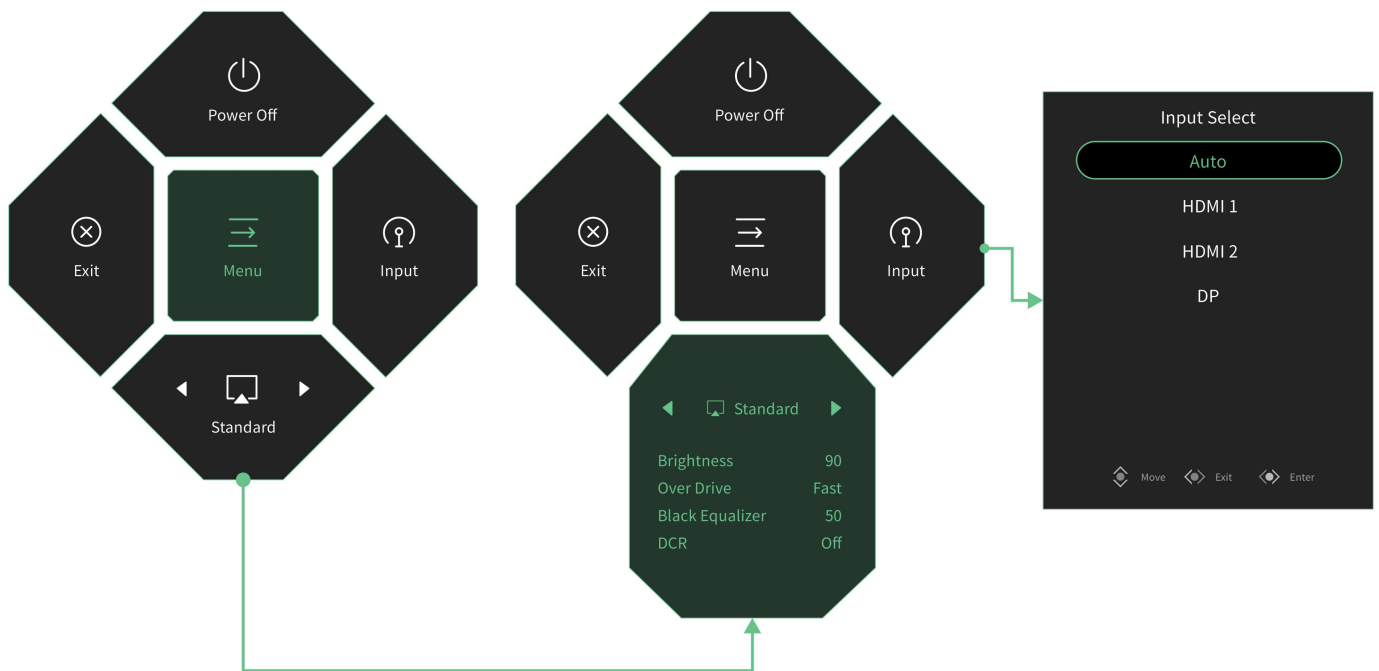 Power Off
Exit
Menu
Input
Standard
Power Off
Exit
Menu
Input
Standard
Brightness 90
Over Drive Fast
Black Equalizer 50
DCR Off
Input Select
Auto
HDMI 1
HDMI 2
DP
Move Exit Enter